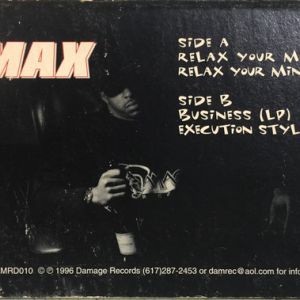 MAX
SIDE A
RELAX YOUR M
RELAX YOUR MIN
SIDE B
BUSINESS (LP)
EXECUTION STYL
MRD010 © ℗ 1996 Damage Records (617)287-2453 or damrec@aol.com for info